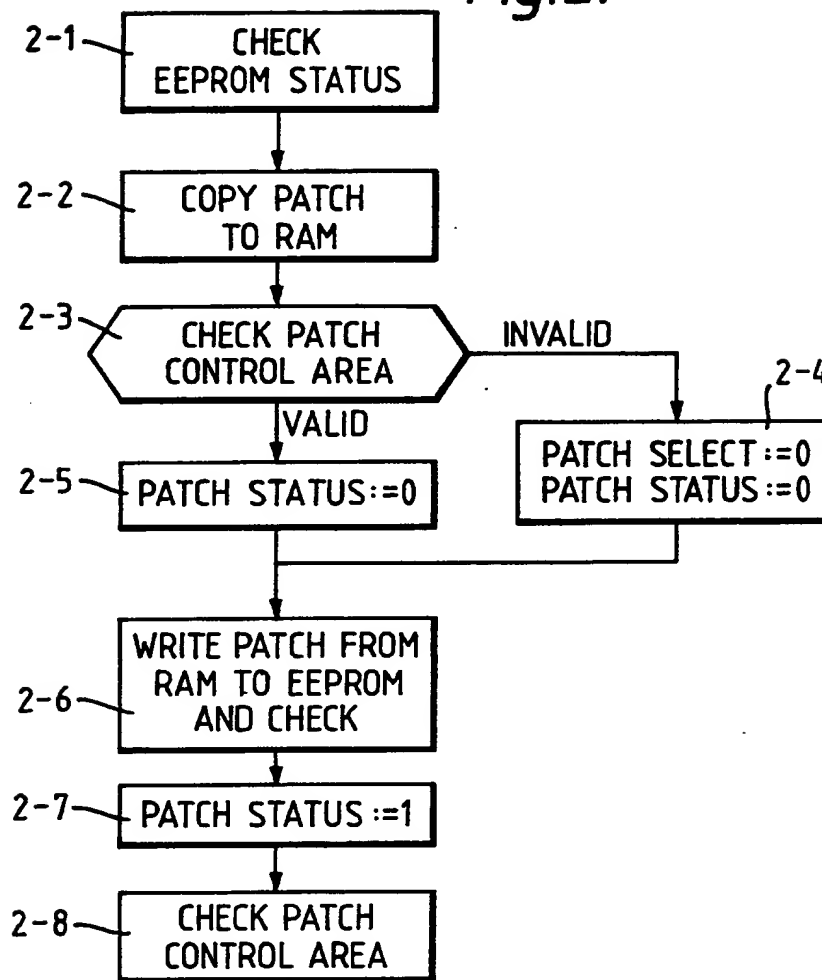 2-1
CHECK
EEPROM STATUS
2-2
COPY PATCH
TO RAM
2-3
CHECK PATCH
CONTROL AREA
INVALID
VALID
2-4
PATCH SELECT :=0
PATCH STATUS :=0
2-5
PATCH STATUS:=0
2-6
WRITE PATCH FROM
RAM TO EEPROM
AND CHECK
2-7
PATCH STATUS :=1
2-8
CHECK PATCH
CONTROL AREA